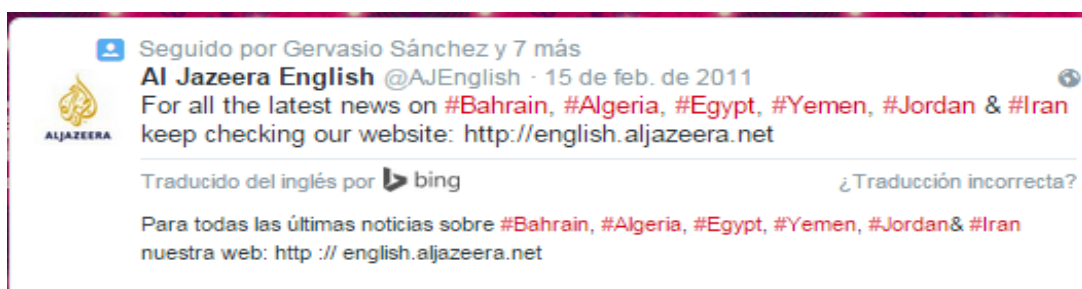 Seguido por Gervasio Sánchez y 7 más
Al Jazeera English @AJEnglish · 15 de feb. de 2011
For all the latest news on #Bahrain, #Algeria, #Egypt, #Yemen, #Jordan & #Iran
keep checking our website: http://english.aljazeera.net
ALJAZEERA
Traducido del inglés por bing
¿Traducción incorrecta?
Para todas las últimas noticias sobre #Bahrain, #Algeria, #Egypt, #Yemen, #Jordan& #Iran
nuestra web: http :// english.aljazeera.net